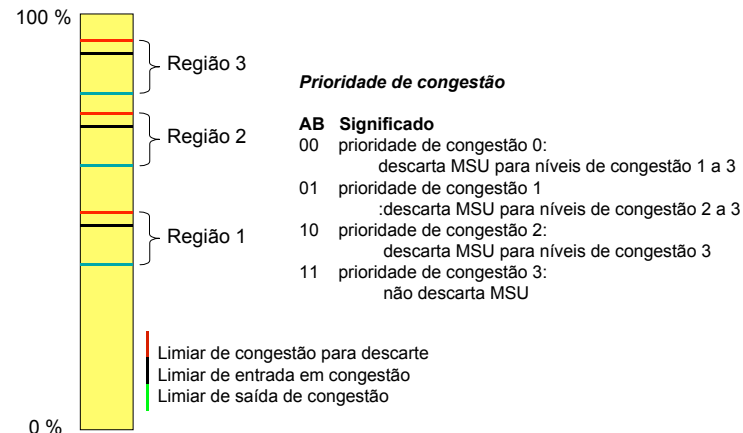 100 %
Região 3
Região 2
Região 1
0 %
Prioridade de congestão
AB Significado
00 prioridade de congestão 0:
descarta MSU para níveis de congestão 1 a 3
01 prioridade de congestão 1
:descarta MSU para níveis de congestão 2 a 3
10 prioridade de congestão 2:
descarta MSU para níveis de congestão 3
11 prioridade de congestão 3:
não descarta MSU
Limiar de congestão para descarte
Limiar de entrada em congestão
Limiar de saída de congestão